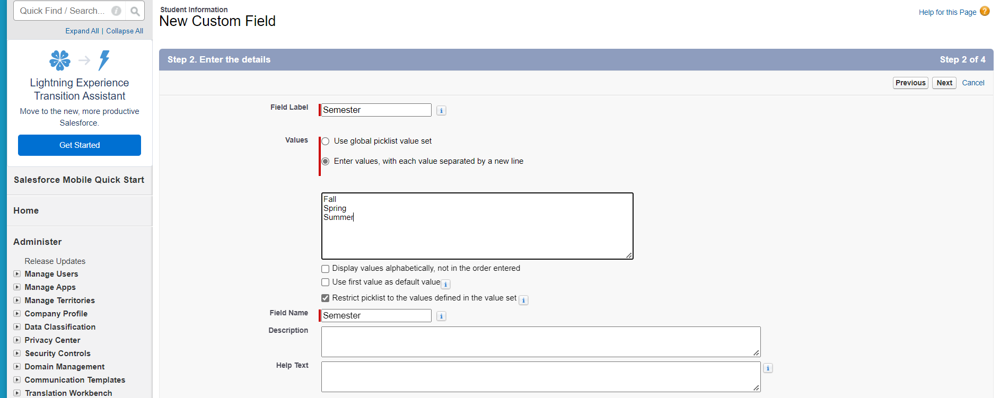 Quick Find / Search...
Expand All | Collapse All
Lightning Experience
Transition Assistant
Move to the new, more productive
Salesforce.
Get Started
Salesforce Mobile Quick Start
Home
Administer
Release Updates
Manage Users
Manage Apps
Manage Territories
Company Profile
Data Classification
Privacy Center
Security Controls
Domain Management
Communication Templates
Translation Workbench
Student Information
New Custom Field
Help for this Page
Step 2. Enter the details
Step 2 of 4
Previous Next Cancel
Field Label Semester
Values
Use global picklist value set
Enter values, with each value separated by a new line
Fall
Spring
Summer
Display values alphabetically, not in the order entered
Use first value as default value
Restrict picklist to the values defined in the value set
Field Name Semester
Description
Help Text